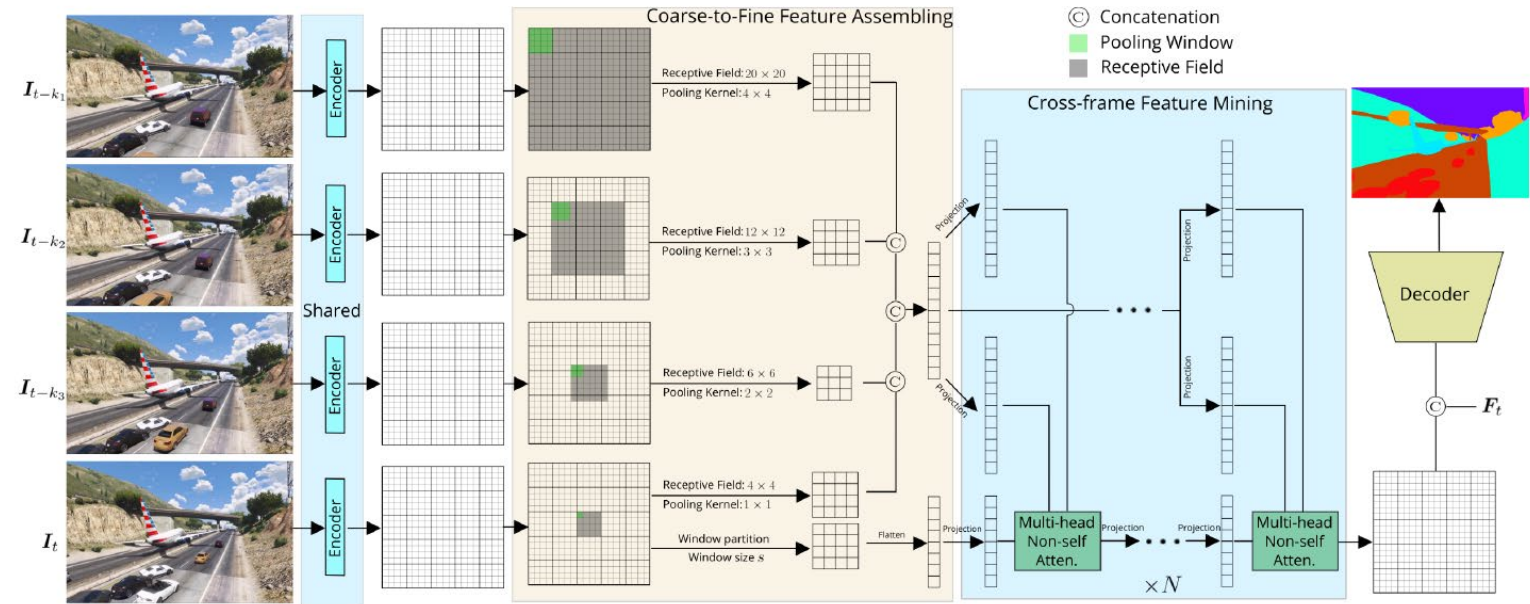 Coarse-to-Fine Feature Assembling
C Concatenation
Pooling Window
Receptive Field
I_{t-k_1}
Encoder
Receptive Field: 20 × 20
Pooling Kernel: 4 × 4
Cross-frame Feature Mining
I_{t-k_2}
Encoder
Receptive Field: 12 × 12
Pooling Kernel: 3 × 3
C
Projection
Projection
Shared
C
Decoder
I_{t-k_3}
Encoder
Receptive Field: 6 × 6
Pooling Kernel: 2 × 2
C
Projection
Projection
C
F_t
I_t
Encoder
Receptive Field: 4 × 4
Pooling Kernel: 1 × 1
Window partition
Window size s
Flatten
Projection
Multi-head
Non-self
Atten.
Projection
Projection
Multi-head
Non-self
Atten.
×N